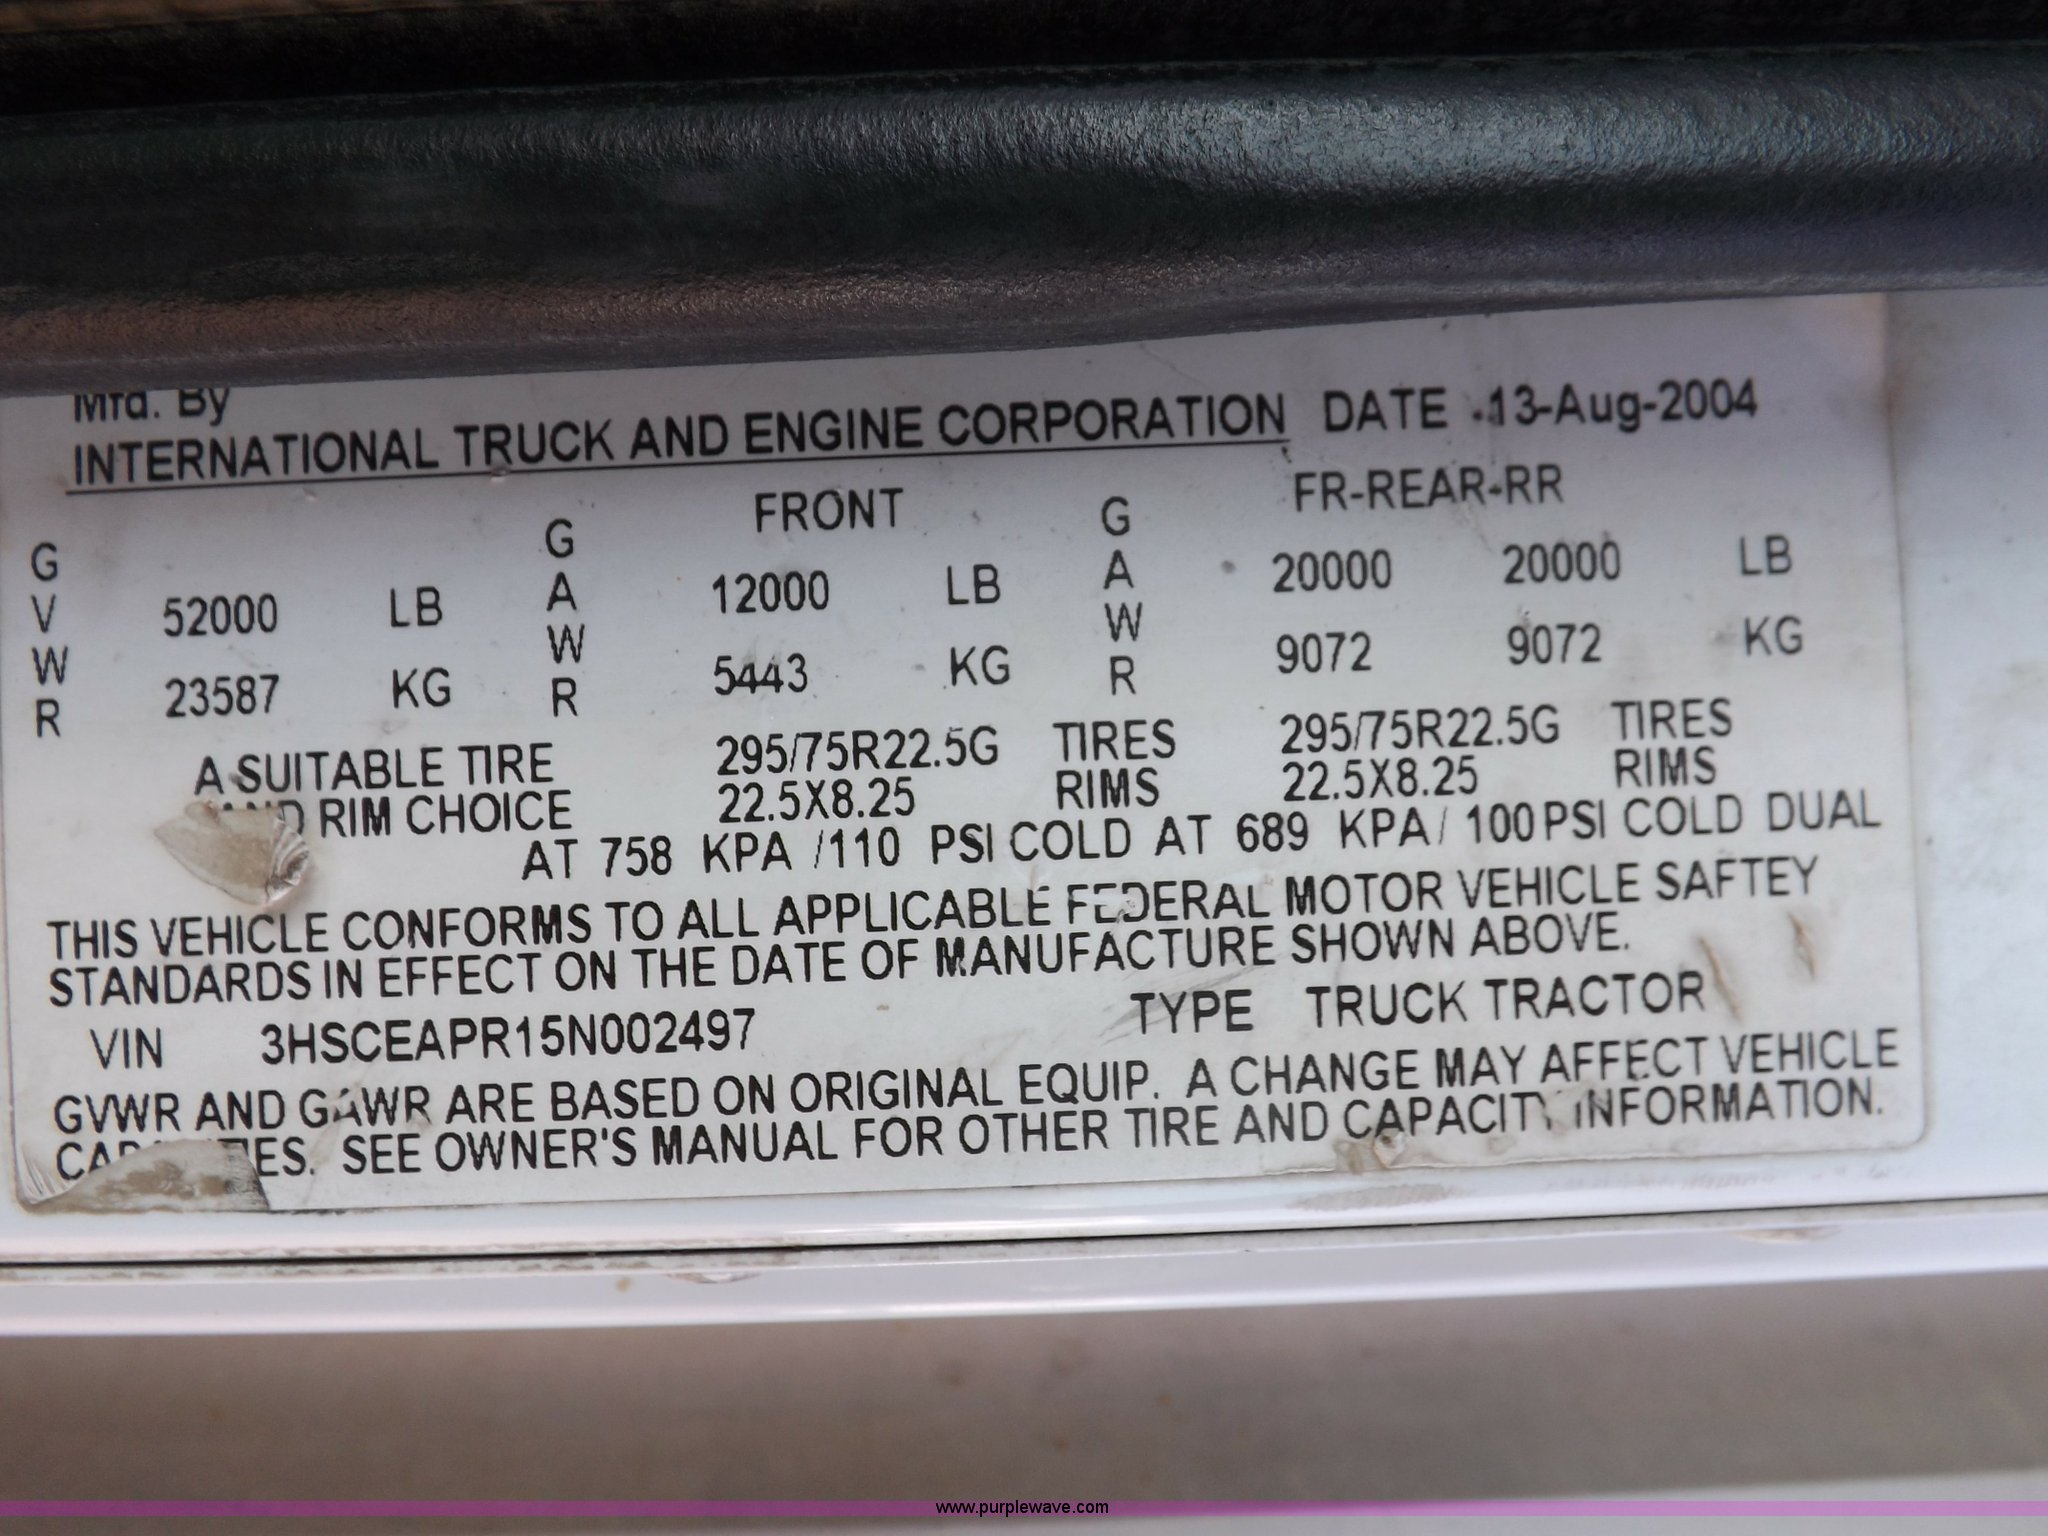 Mfd. By
INTERNATIONAL TRUCK AND ENGINE CORPORATION DATE 13-Aug-2004
GVWR 52000 LB 23587 KG
GAWR FRONT 12000 LB 5443 KG
GAWR FR-REAR-RR 20000 20000 LB 9072 9072 KG
A SUITABLE TIRE 295/75R22.5G TIRES 295/75R22.5G TIRES
RIM CHOICE 22.5X8.25 RIMS 22.5X8.25 RIMS
AT 758 KPA /110 PSI COLD AT 689 KPA/ 100 PSI COLD DUAL
THIS VEHICLE CONFORMS TO ALL APPLICABLE FEDERAL MOTOR VEHICLE SAFTEY
STANDARDS IN EFFECT ON THE DATE OF MANUFACTURE SHOWN ABOVE.
VIN 3HSCEAPR15N002497 TYPE TRUCK TRACTOR
GVWR AND GAWR ARE BASED ON ORIGINAL EQUIP. A CHANGE MAY AFFECT VEHICLE
SEE OWNER'S MANUAL FOR OTHER TIRE AND CAPACITY INFORMATION.
www.purplewave.com